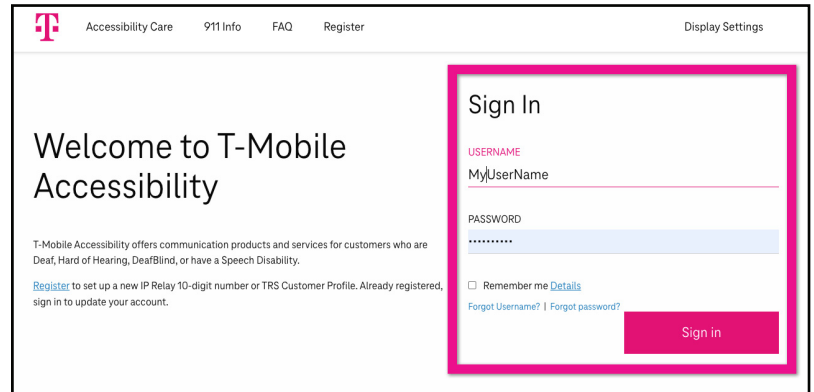 T Accessibility Care 911 Info FAQ Register Display Settings
Welcome to T-Mobile
Accessibility
T-Mobile Accessibility offers communication products and services for customers who are
Deaf, Hard of Hearing, DeafBlind, or have a Speech Disability.
Register to set up a new IP Relay 10-digit number or TRS Customer Profile. Already registered,
sign in to update your account.
Sign In
USERNAME
MyUserName
PASSWORD
••••••••••
Remember me Details
Forgot Username? | Forgot password?
Sign in